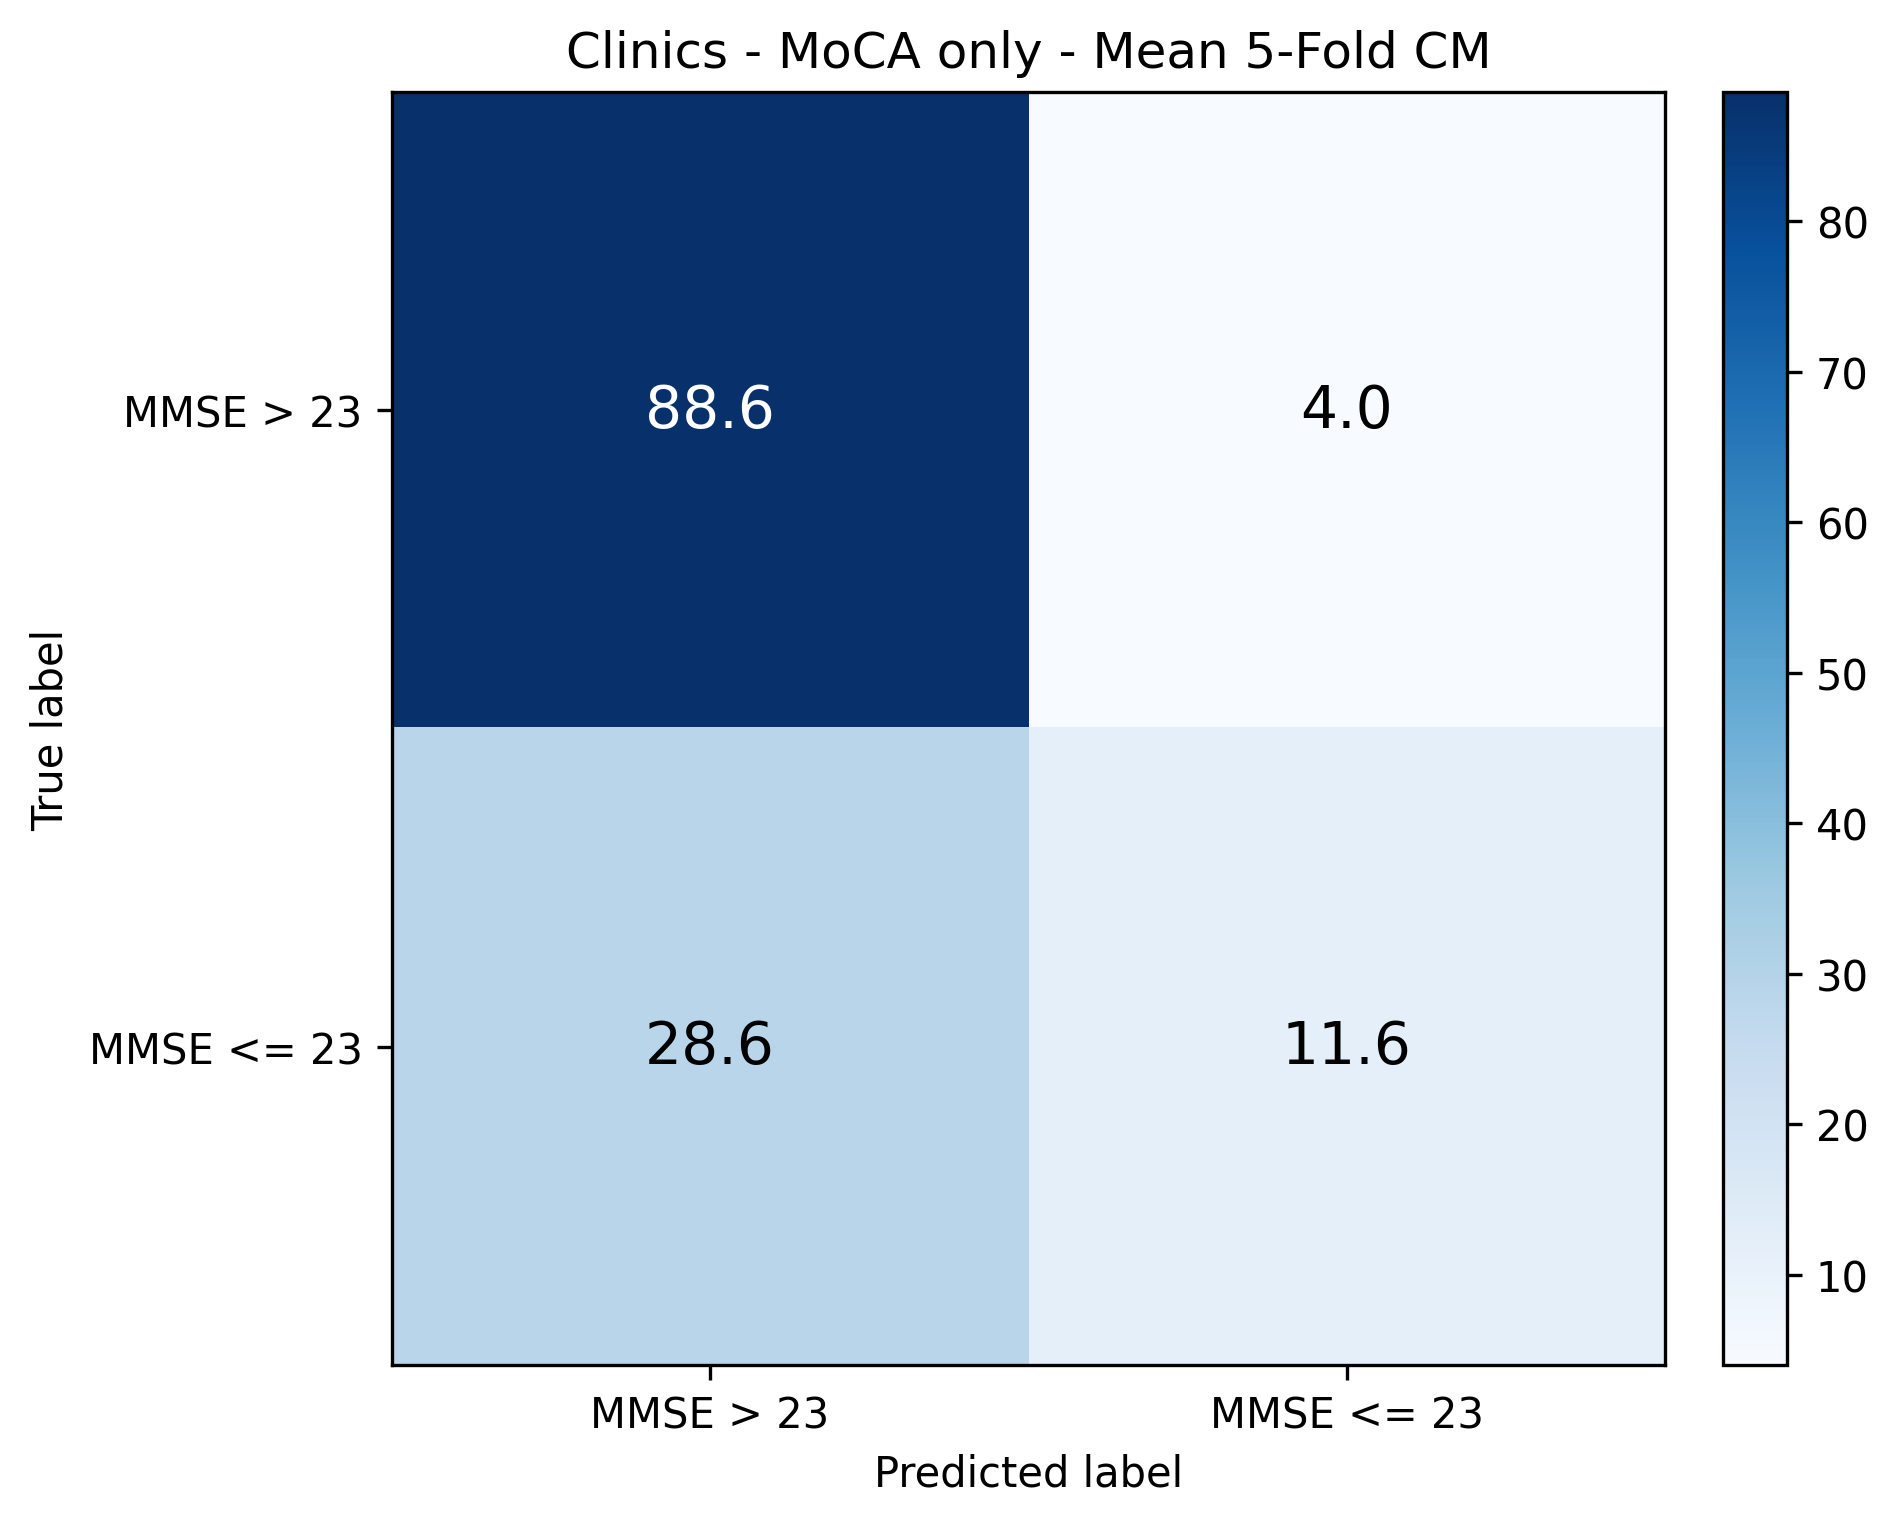 Clinics - MoCA only - Mean 5-Fold CM
MMSE > 23
88.6
4.0
MMSE <= 23
28.6
11.6
True label
MMSE > 23
MMSE <= 23
Predicted label
80
70
60
50
40
30
20
10